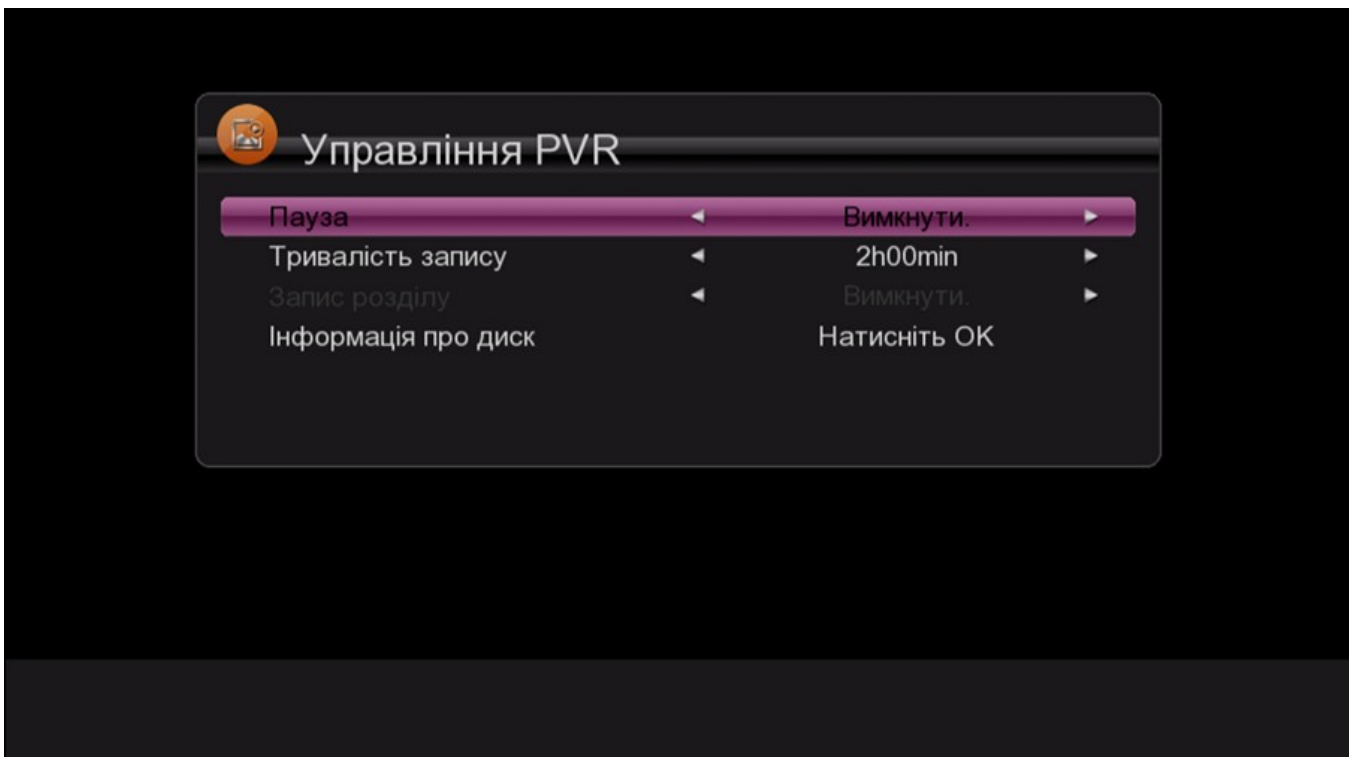 Управління PVR
Пауза Вимкнути.
Тривалість запису 2h00min
Запис розділу Вимкнути.
Інформація про диск Натисніть OK